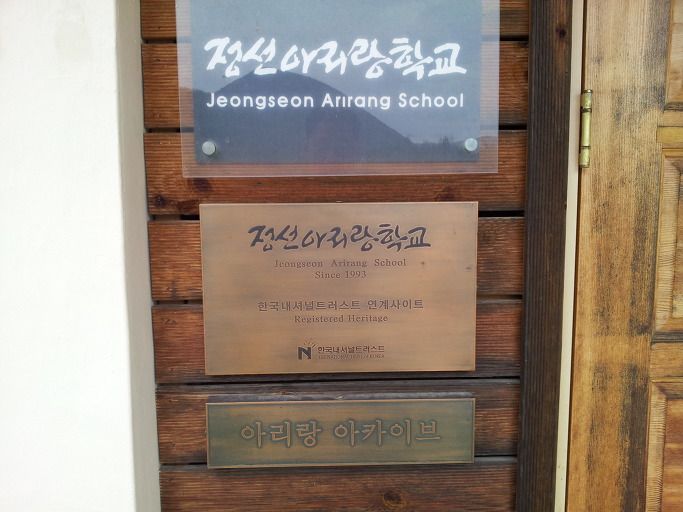 정선아리랑학교
Jeongseon Arirang School
정선아리랑학교
Jeongseon Arirang School
Since 1993
한국내셔널트러스트 연계사이트
Registered Heritage
한국내셔널트러스트
아리랑 아카이브